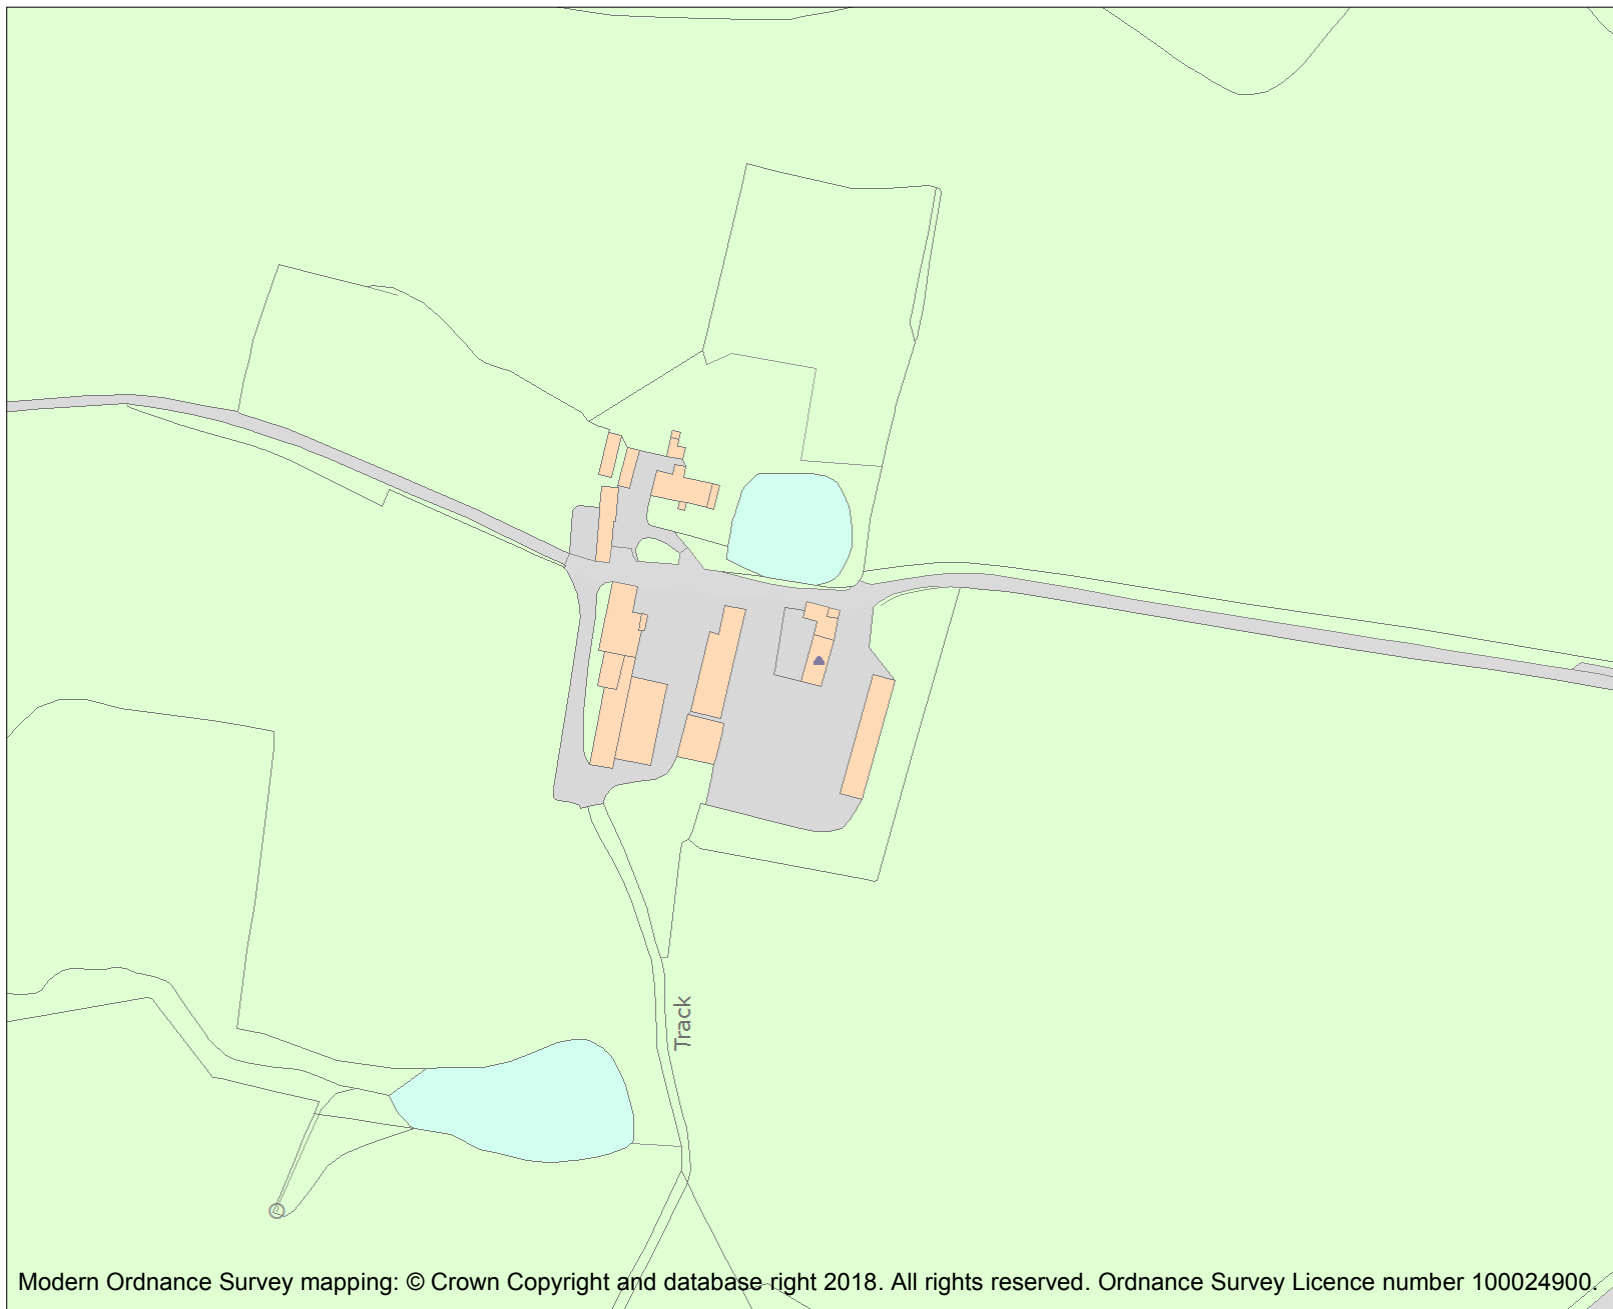 Track
Modern Ordnance Survey mapping: © Crown Copyright and database right 2018. All rights reserved. Ordnance Survey Licence number 100024900.